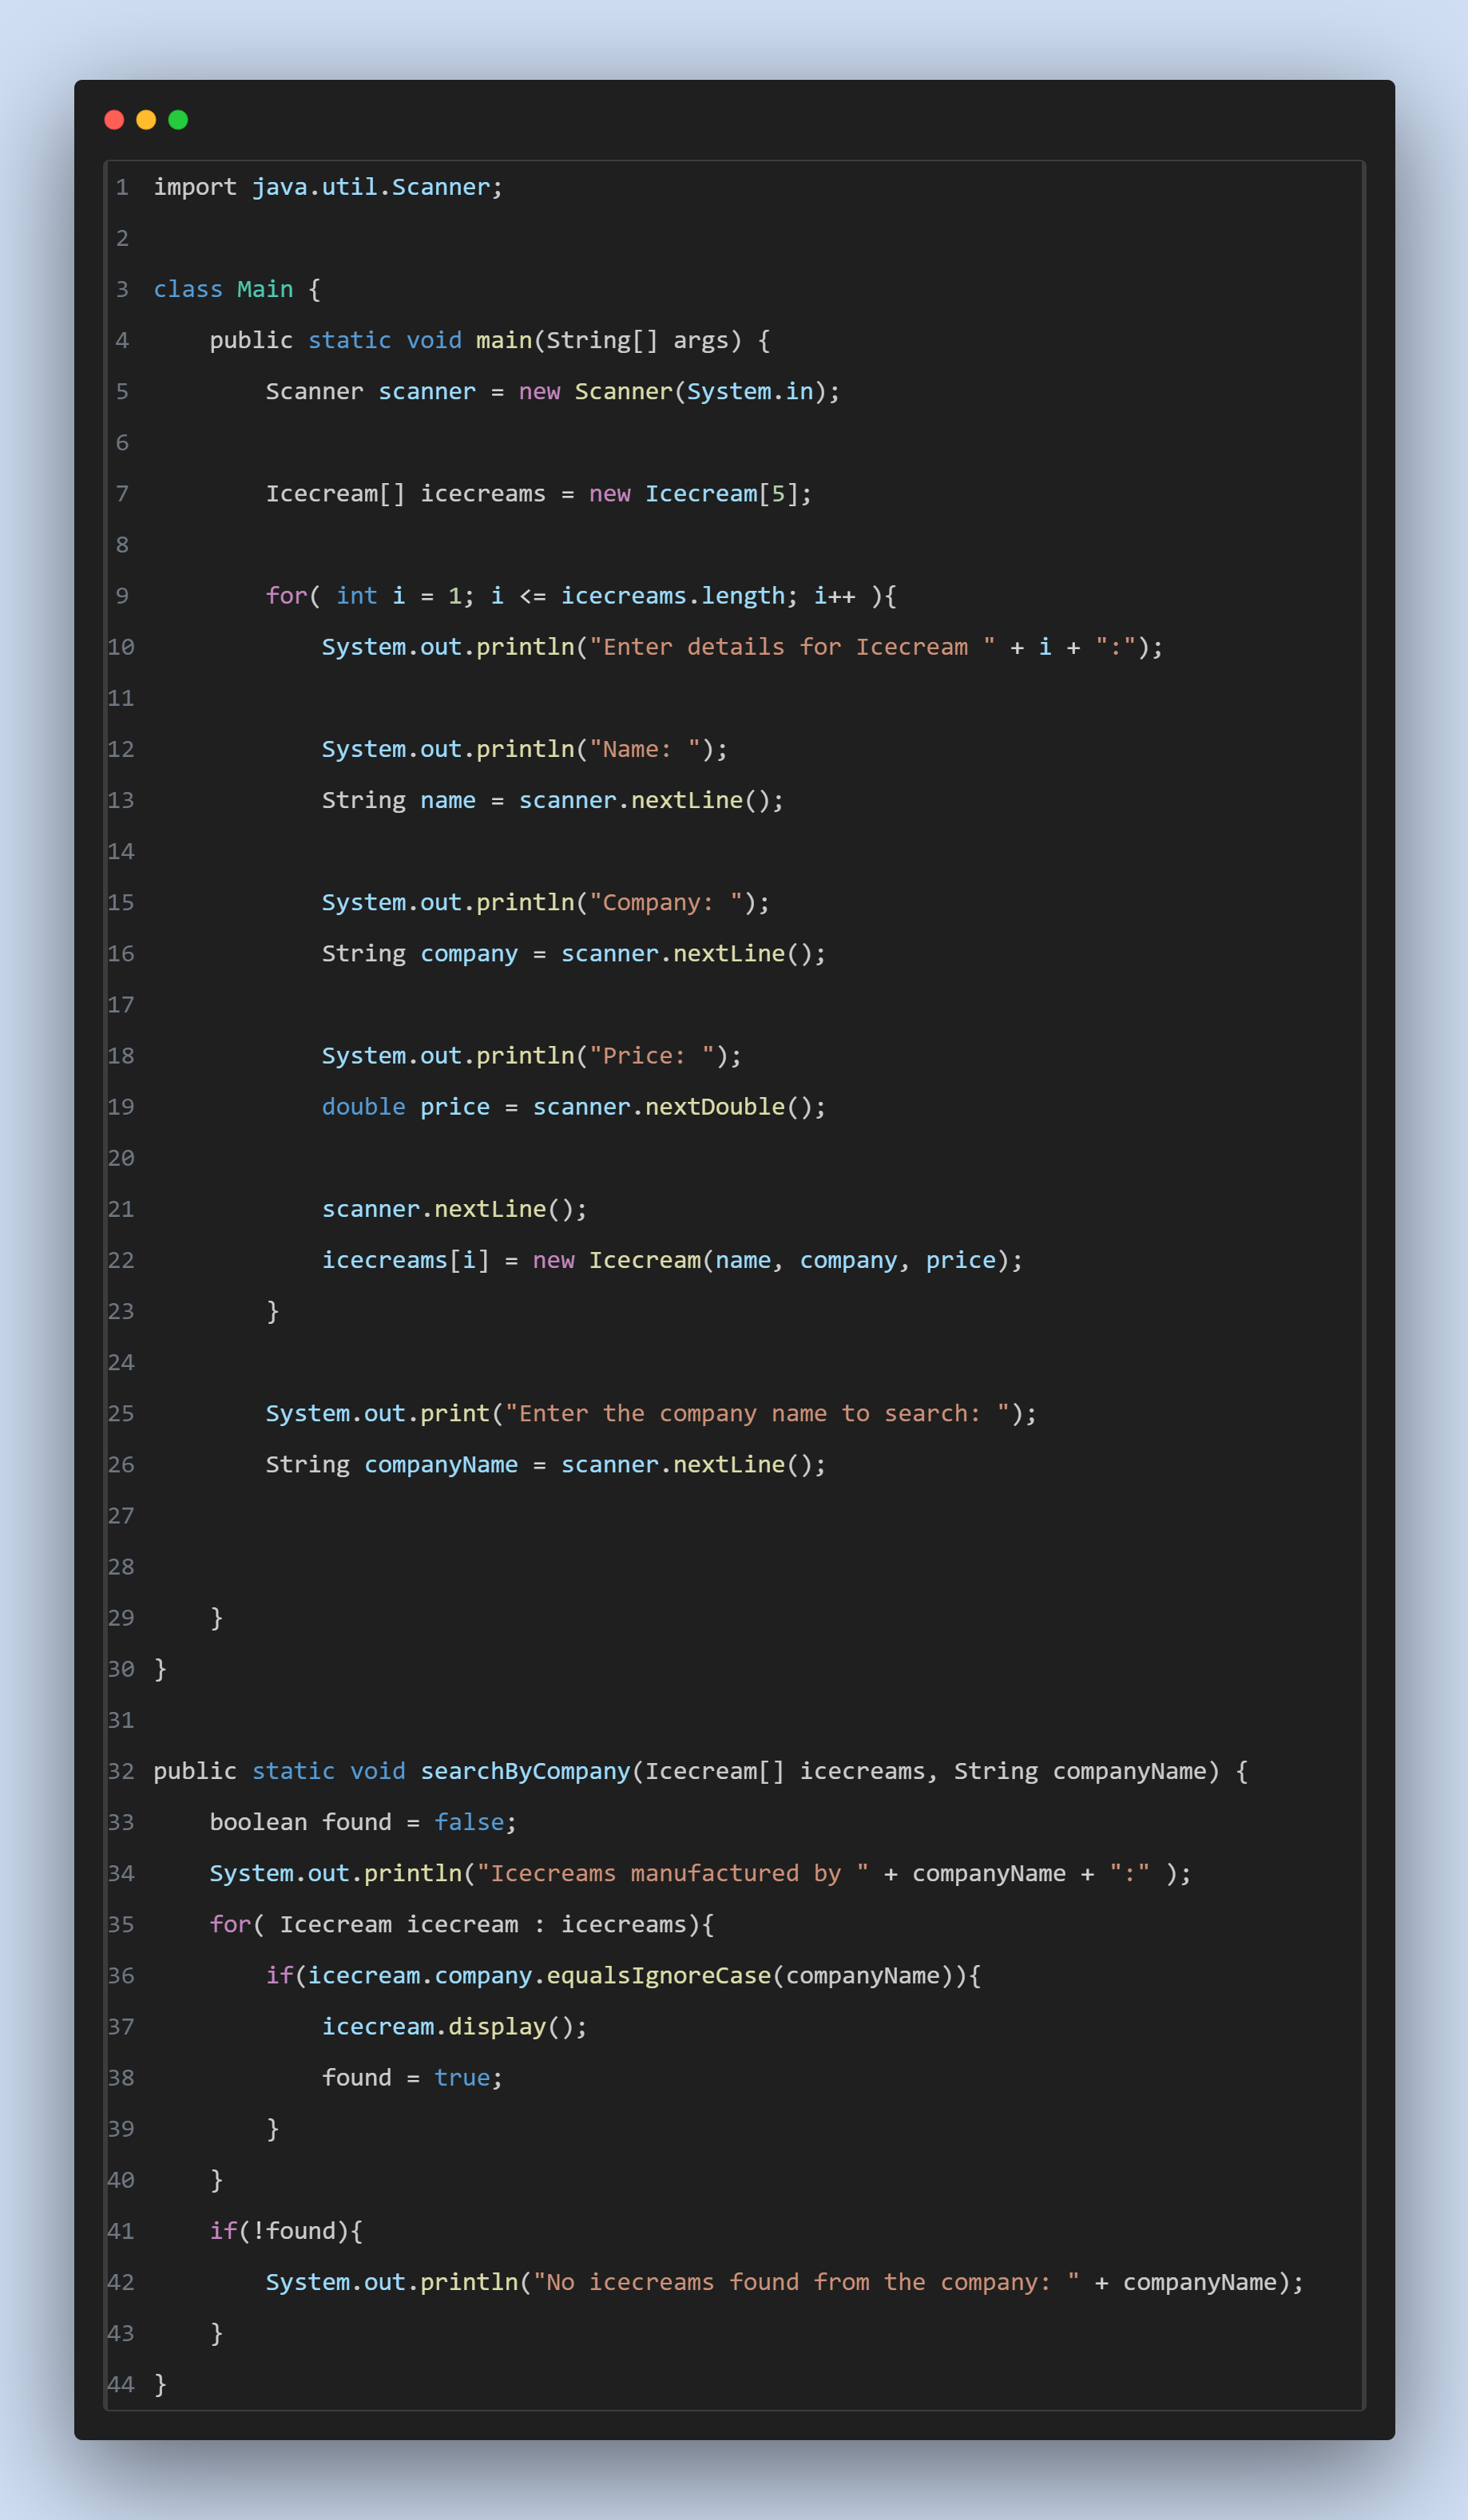 1 import java.util.Scanner;
2
3 class Main {
4     public static void main(String[] args) {
5         Scanner scanner = new Scanner(System.in);
6
7         Icecream[] icecreams = new Icecream[5];
8
9         for( int i = 1; i <= icecreams.length; i++ ){
10             System.out.println("Enter details for Icecream " + i + ":");
11
12             System.out.println("Name: ");
13             String name = scanner.nextLine();
14
15             System.out.println("Company: ");
16             String company = scanner.nextLine();
17
18             System.out.println("Price: ");
19             double price = scanner.nextDouble();
20
21             scanner.nextLine();
22             icecreams[i] = new Icecream(name, company, price);
23         }
24
25         System.out.print("Enter the company name to search: ");
26         String companyName = scanner.nextLine();
27
28
29     }
30 }
31
32 public static void searchByCompany(Icecream[] icecreams, String companyName) {
33     boolean found = false;
34     System.out.println("Icecreams manufactured by " + companyName + ":" );
35     for( Icecream icecream : icecreams){
36         if(icecream.company.equalsIgnoreCase(companyName)){
37             icecream.display();
38             found = true;
39         }
40     }
41     if(!found){
42         System.out.println("No icecreams found from the company: " + companyName);
43     }
44 }